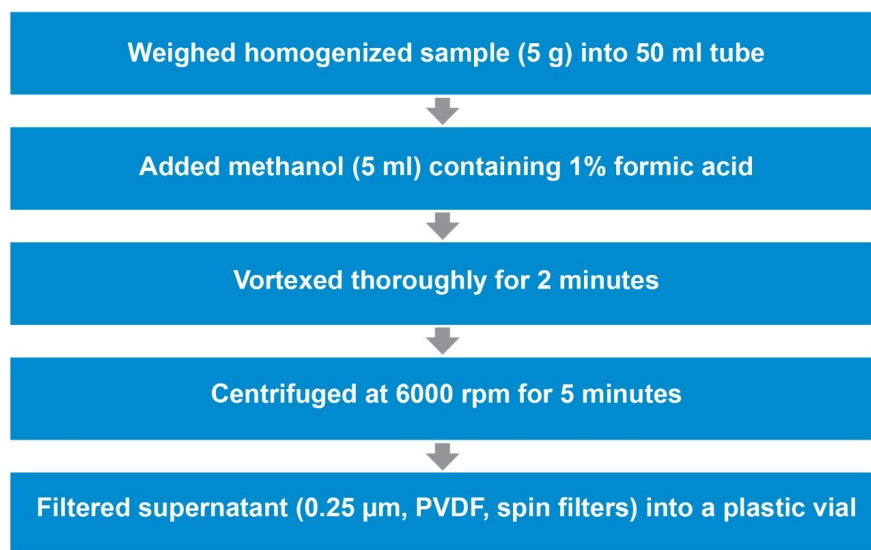 Weighed homogenized sample (5 g) into 50 ml tube
Added methanol (5 ml) containing 1% formic acid
Vortexed thoroughly for 2 minutes
Centrifuged at 6000 rpm for 5 minutes
Filtered supernatant (0.25 µm, PVDF, spin filters) into a plastic vial